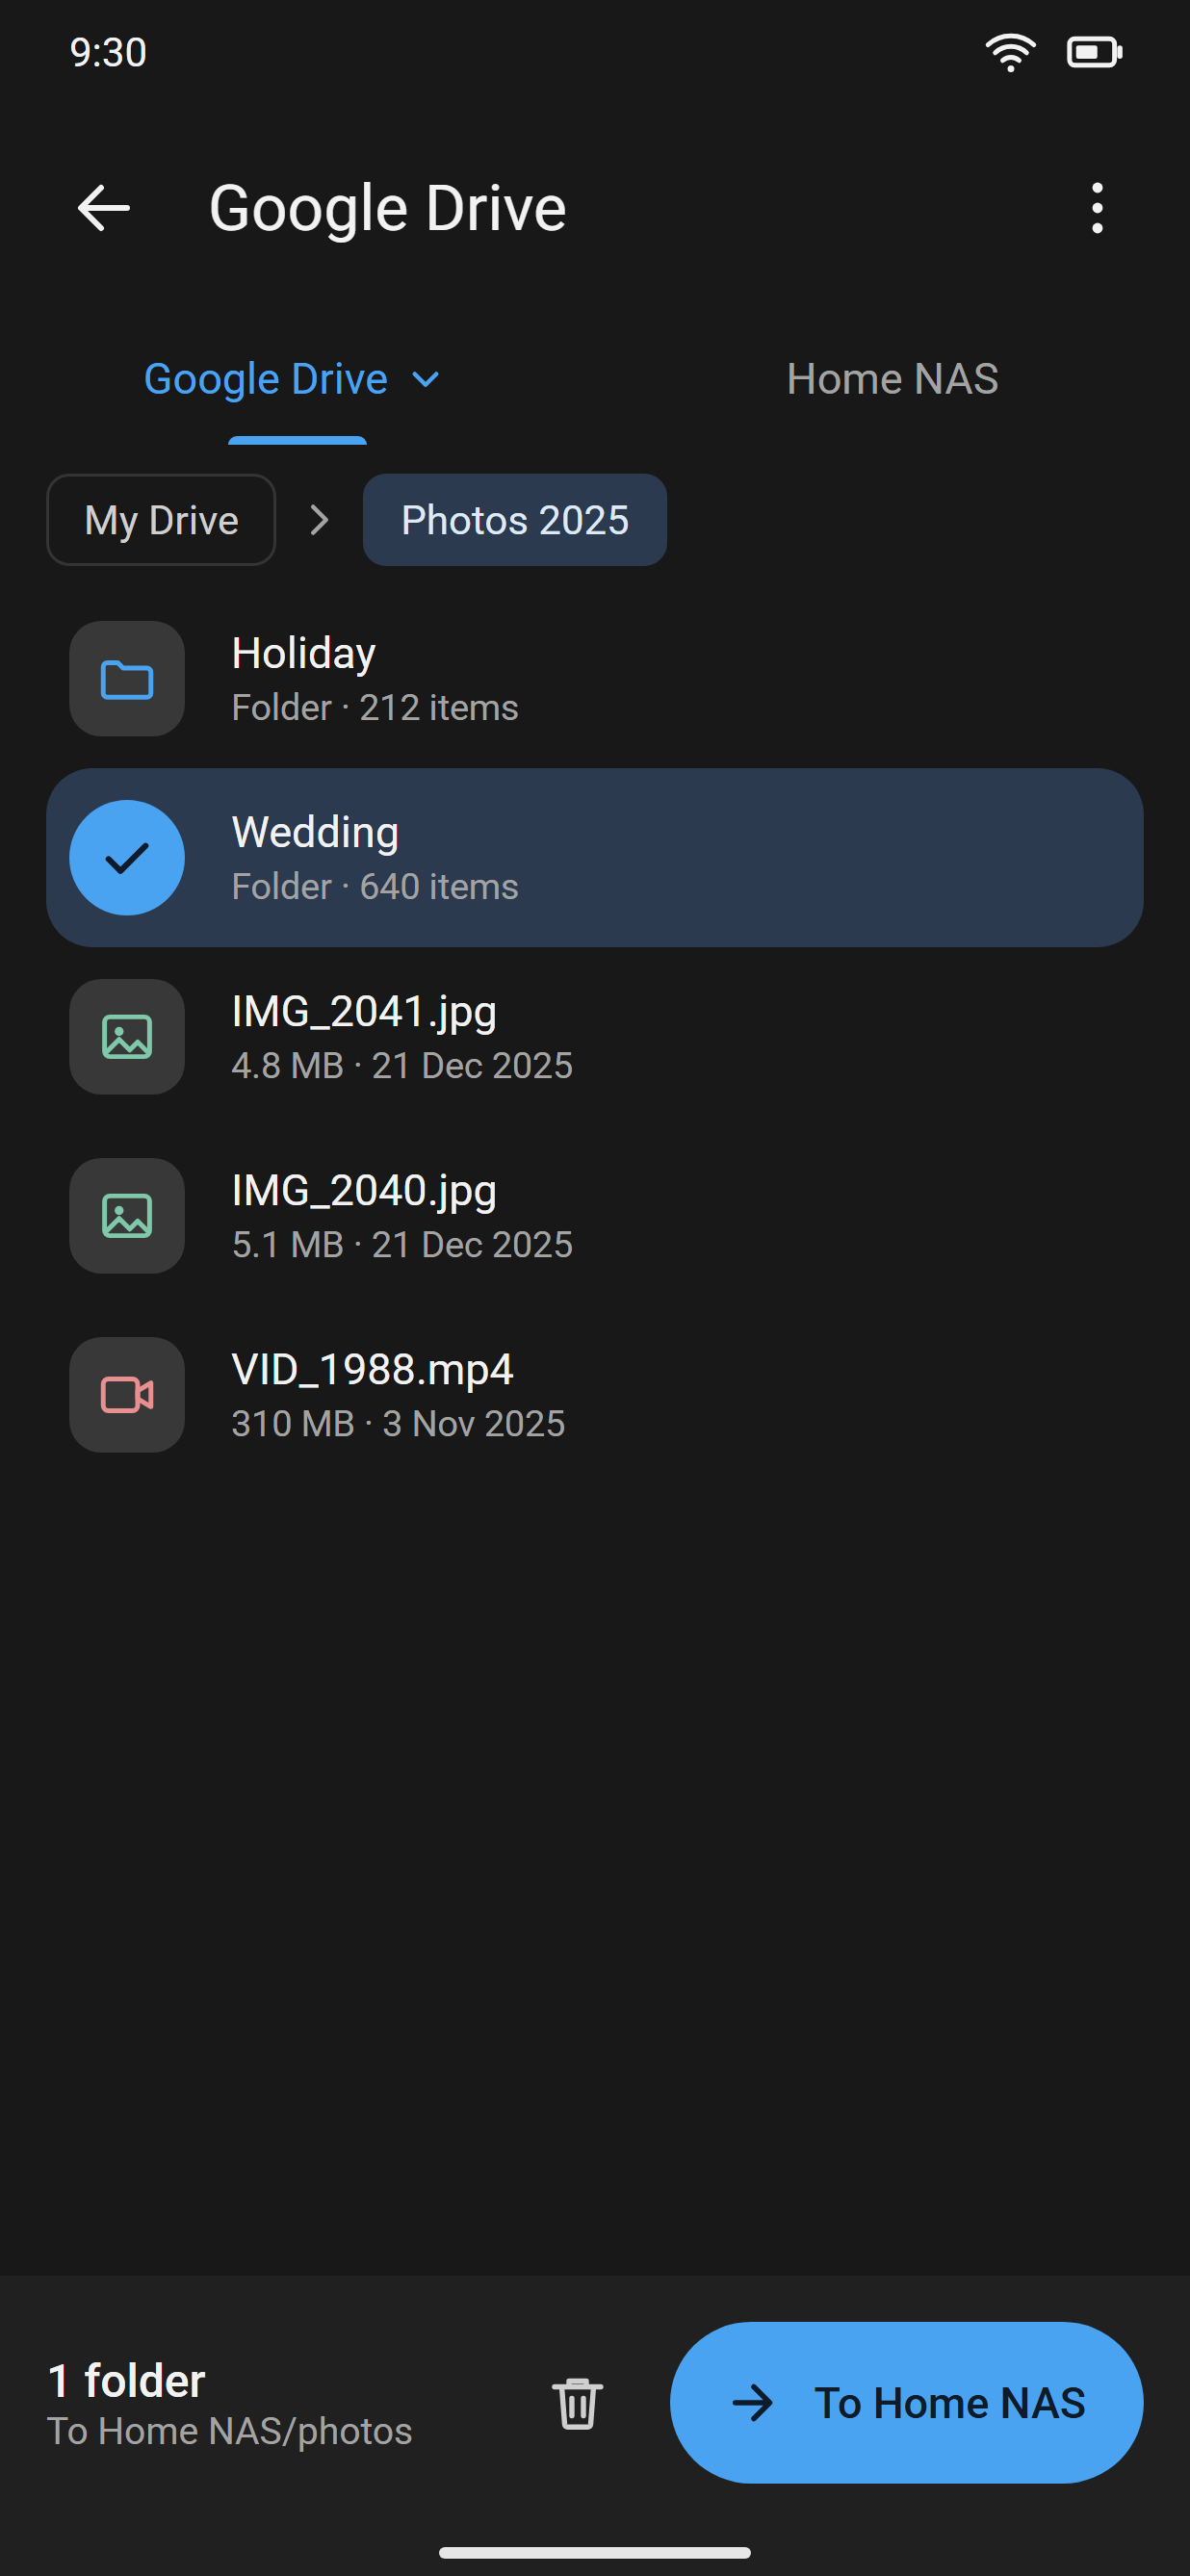 9:30
Google Drive
Google Drive
Home NAS
My Drive
Photos 2025
Holiday
Folder · 212 items
Wedding
Folder · 640 items
IMG_2041.jpg
4.8 MB · 21 Dec 2025
IMG_2040.jpg
5.1 MB · 21 Dec 2025
VID_1988.mp4
310 MB · 3 Nov 2025
1 folder
To Home NAS/photos
To Home NAS